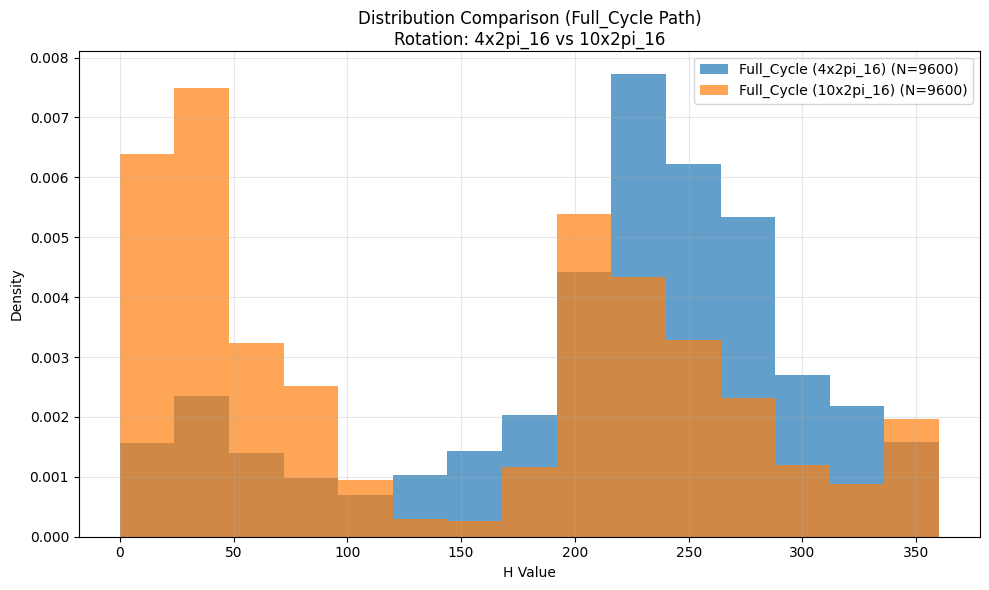 Distribution Comparison (Full_Cycle Path)
Rotation: 4x2pi_16 vs 10x2pi_16
Full_Cycle (4x2pi_16) (N=9600)
Full_Cycle (10x2pi_16) (N=9600)
Density
0.008
0.007
0.006
0.005
0.004
0.003
0.002
0.001
0.000
0 50 100 150 200 250 300 350
H Value